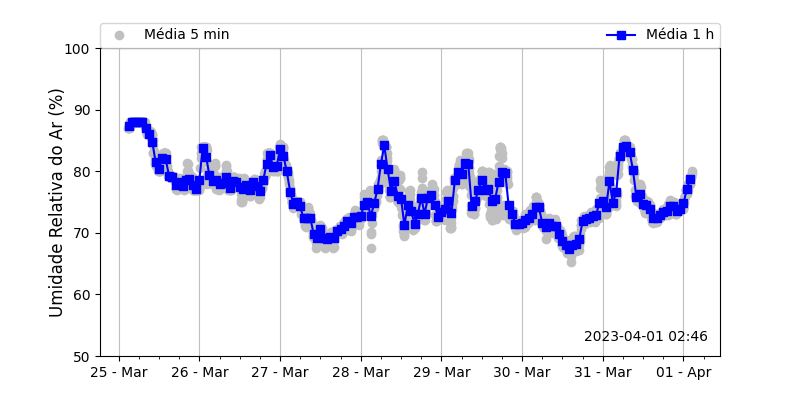 Média 5 min
Média 1 h
Umidade Relativa do Ar (%)
100
90
80
70
60
50
2023-04-01 02:46
25 - Mar
26 - Mar
27 - Mar
28 - Mar
29 - Mar
30 - Mar
31 - Mar
01 - Apr